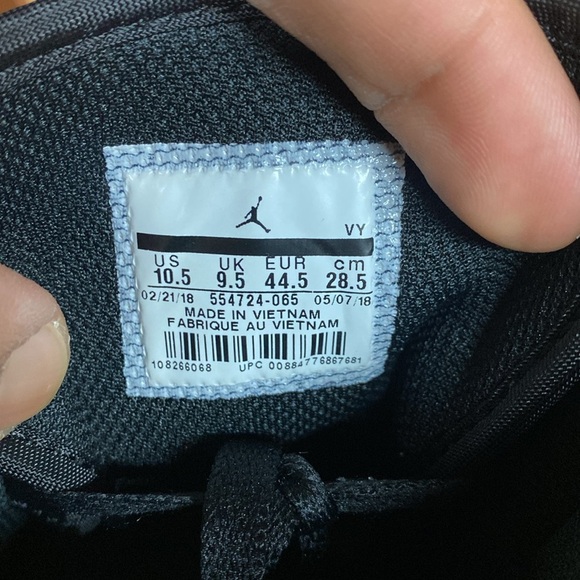 VY
US UK EUR cm
10.5 9.5 44.5 28.5
02/21/18 554724-065 05/07/18
MADE IN VIETNAM
FABRIQUE AU VIETNAM
108266068 UPC 00884776867681